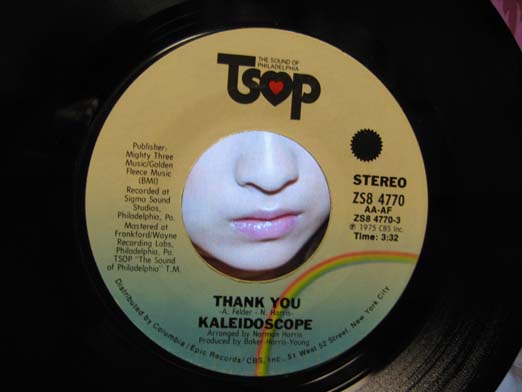 THE SOUND OF
PHILADELPHIA
TSOP
Publisher:
Mighty Three
Music/Golden
Fleece Music
(BMI)
Recorded at
Sigma Sound
Studios,
Philadelphia, Pa.
Mastered at
Frankford/Wayne
Recording Labs,
Philadelphia, Pa.
TSOP "The Sound
of Philadelphia" T.M.
STEREO
ZS8 4770
AA-AF
ZS8 4770-3
℗ 1975 CBS Inc.
Time: 3:32
THANK YOU
-A. Felder - N. Harris-
KALEIDOSCOPE
Arranged by Norman Harris
Produced by Baker-Harris-Young
Distributed by Columbia/Epic Records/CBS, Inc., 51 West 52 Street, New York City